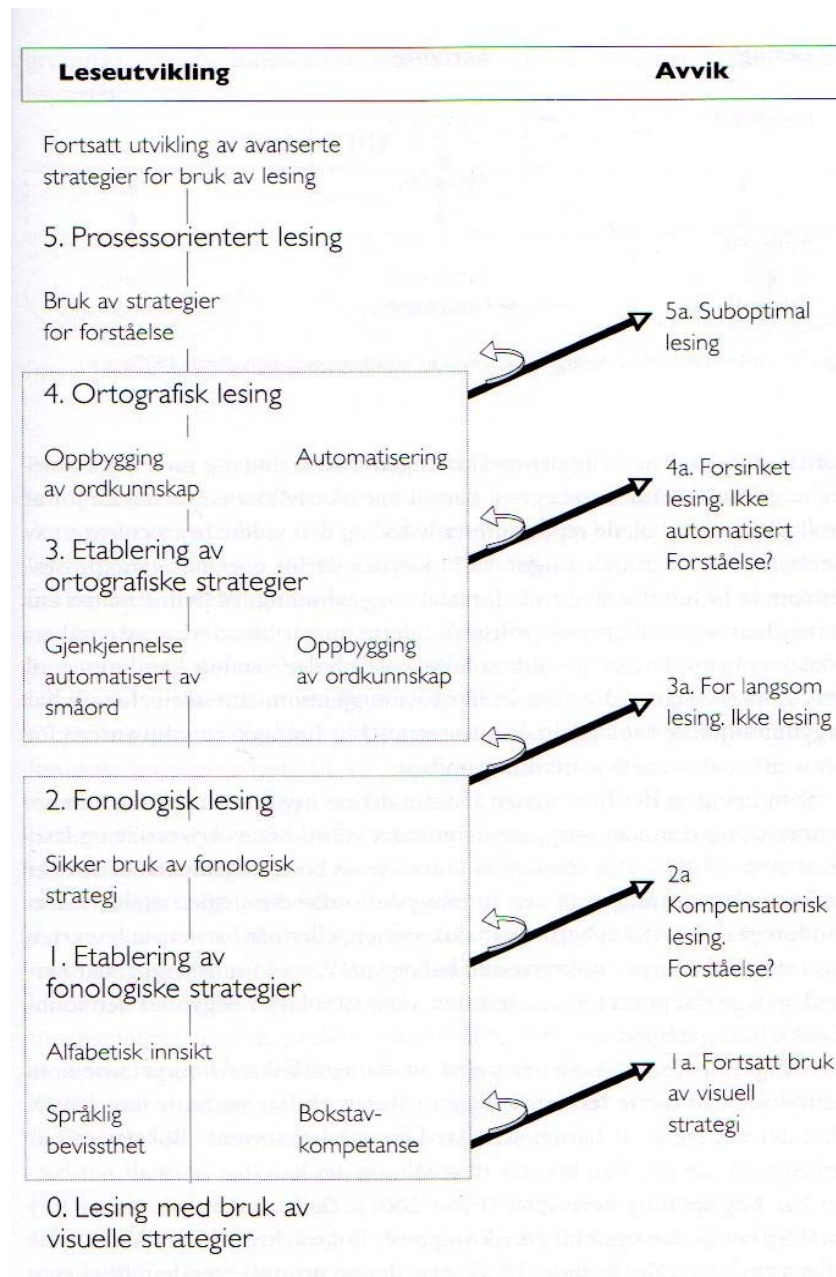 Leseutvikling
Avvik
Fortsatt utvikling av avanserte
strategier for bruk av lesing
5. Prosessorientert lesing
Bruk av strategier
for forståelse
5a. Suboptimal
lesing
4. Ortografisk lesing
Oppbygging
av ordkunnskap
Automatisering
4a. Forsinket
lesing. Ikke
automatisert
Forståelse?
3. Etablering av
ortografiske strategier
Gjenkjennelse
automatisert av
småord
Oppbygging
av ordkunnskap
3a. For langsom
lesing. Ikke lesing
2. Fonologisk lesing
Sikker bruk av fonologisk
strategi
2a
Kompensatorisk
lesing.
Forståelse?
1. Etablering av
fonologiske strategier
Alfabetisk innsikt
Språklig
bevissthet
Bokstav-
kompetanse
1a. Fortsatt bruk
av visuell
strategi
0. Lesing med bruk av
visuelle strategier